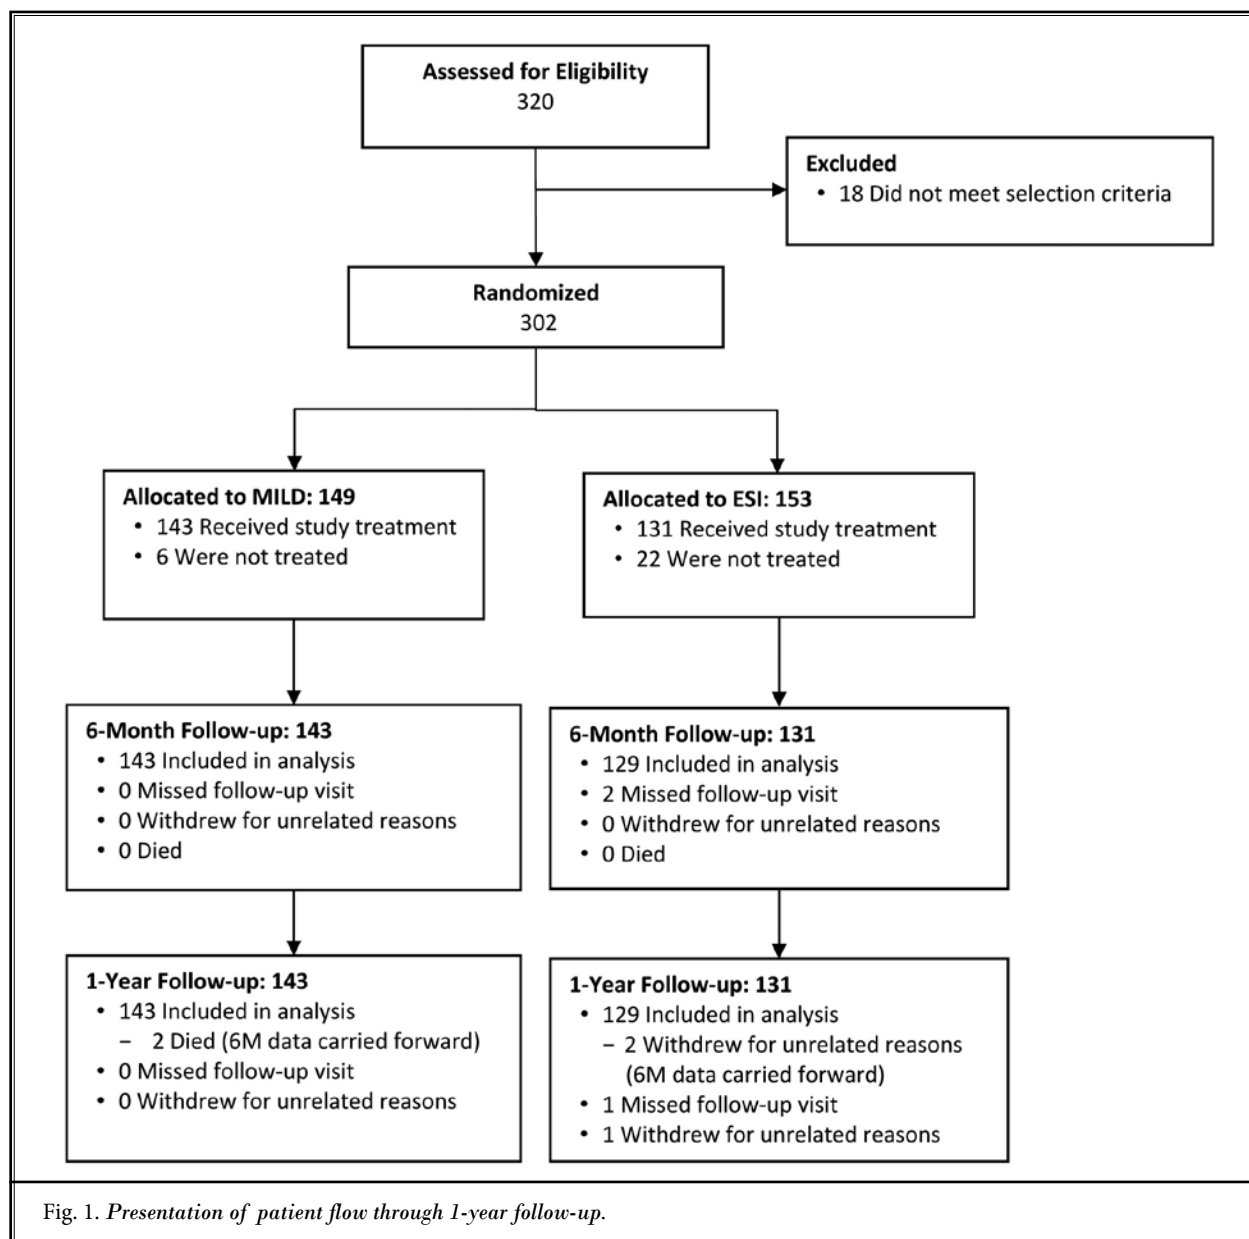 Assessed for Eligibility
320
Excluded
• 18 Did not meet selection criteria
Randomized
302
Allocated to MILD: 149
• 143 Received study treatment
• 6 Were not treated
Allocated to ESI: 153
• 131 Received study treatment
• 22 Were not treated
6-Month Follow-up: 143
• 143 Included in analysis
• 0 Missed follow-up visit
• 0 Withdrew for unrelated reasons
• 0 Died
6-Month Follow-up: 131
• 129 Included in analysis
• 2 Missed follow-up visit
• 0 Withdrew for unrelated reasons
• 0 Died
1-Year Follow-up: 143
• 143 Included in analysis
– 2 Died (6M data carried forward)
• 0 Missed follow-up visit
• 0 Withdrew for unrelated reasons
1-Year Follow-up: 131
• 129 Included in analysis
– 2 Withdrew for unrelated reasons
(6M data carried forward)
• 1 Missed follow-up visit
• 1 Withdrew for unrelated reasons
Fig. 1. Presentation of patient flow through 1-year follow-up.